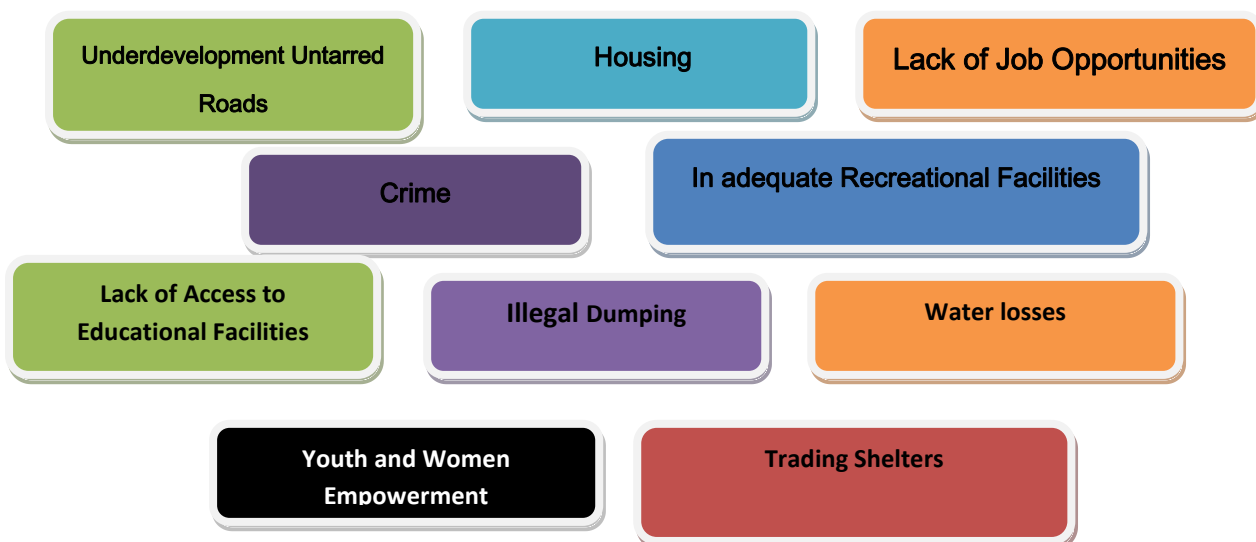 Underdevelopment Untarred
Roads
Housing
Lack of Job Opportunities
Crime
In adequate Recreational Facilities
Lack of Access to
Educational Facilities
Illegal Dumping
Water losses
Youth and Women
Empowerment
Trading Shelters